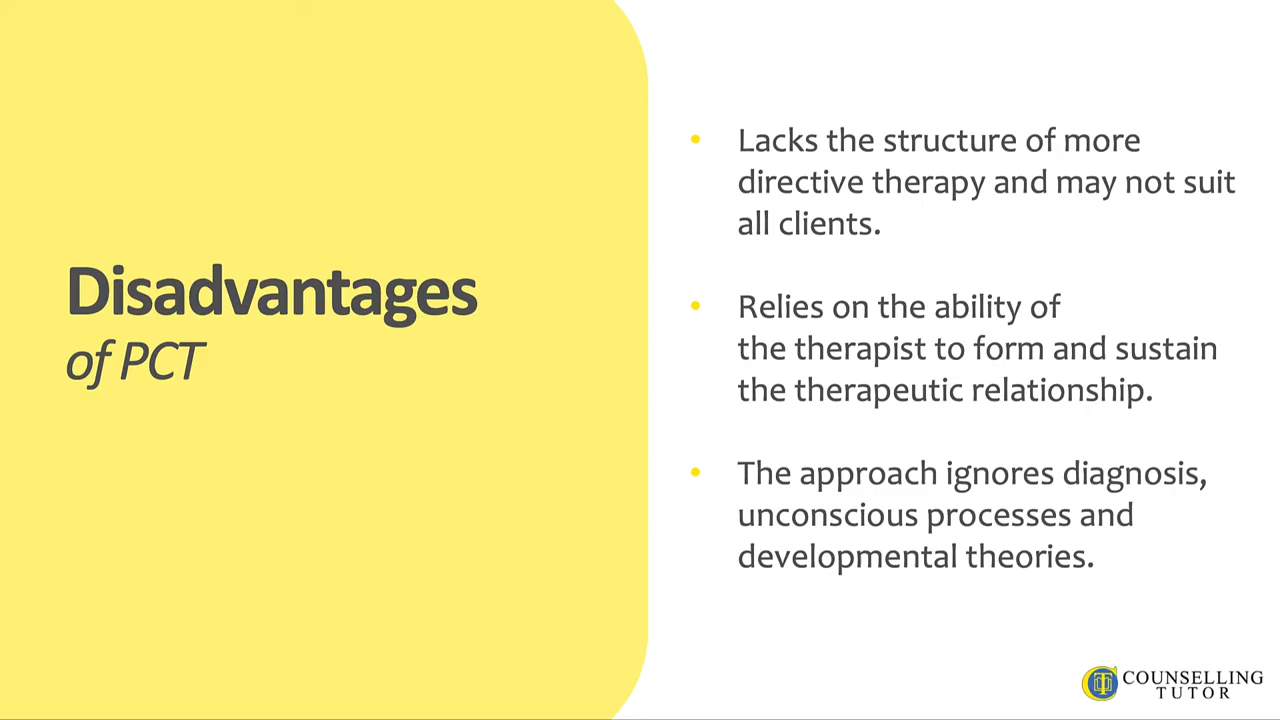 Disadvantages
of PCT
• Lacks the structure of more
directive therapy and may not suit
all clients.
• Relies on the ability of
the therapist to form and sustain
the therapeutic relationship.
• The approach ignores diagnosis,
unconscious processes and
developmental theories.
COUNSELLING
TUTOR